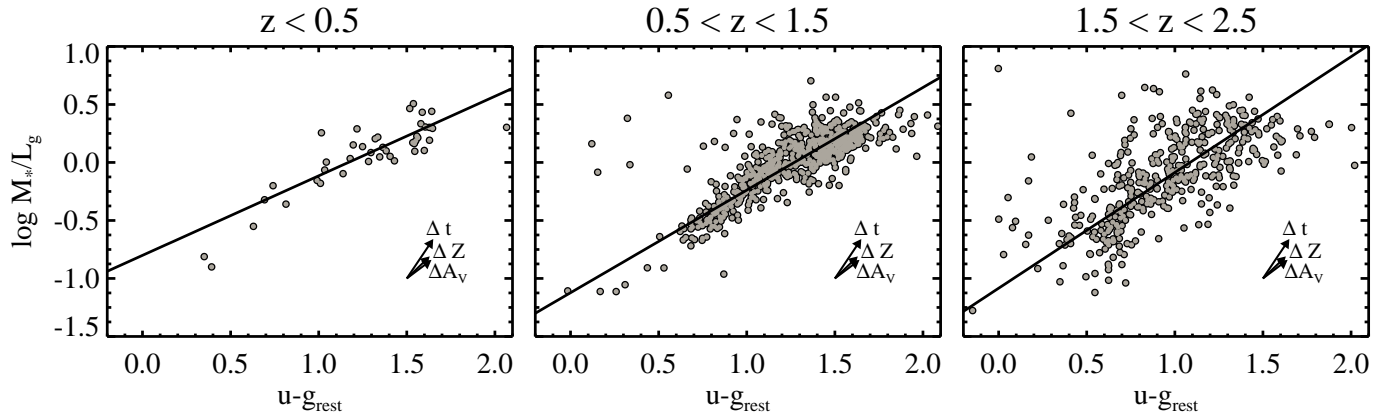 z < 0.5
0.5 < z < 1.5
1.5 < z < 2.5
log M*/Lg
1.0
0.5
0.0
-0.5
-1.0
-1.5
Δ t
Δ Z
ΔAV
Δ t
Δ Z
ΔAV
Δ t
Δ Z
ΔAV
0.0 0.5 1.0 1.5 2.0
0.0 0.5 1.0 1.5 2.0
0.0 0.5 1.0 1.5 2.0
u-grest
u-grest
u-grest